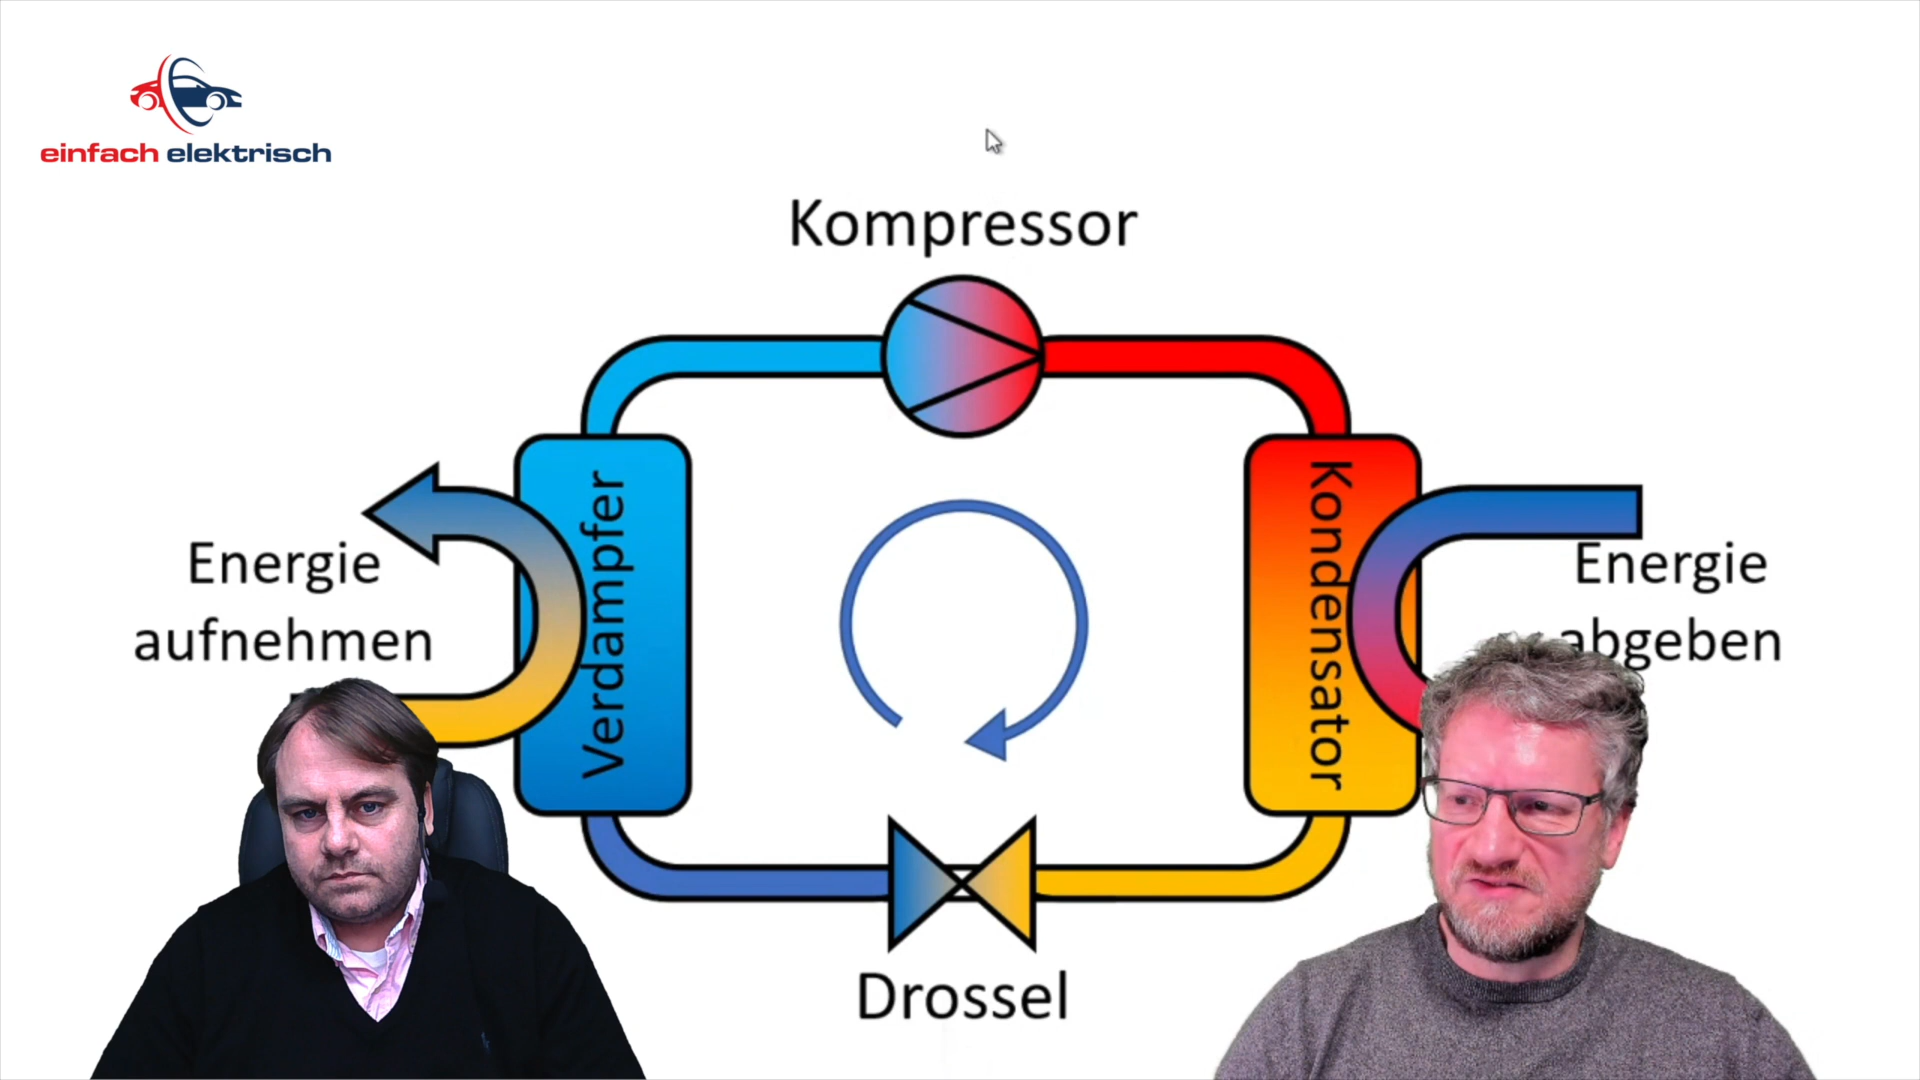 einfach elektrisch
Kompressor
Energie
aufnehmen
Verdampfer
Kondensator
Energie
abgeben
Drossel